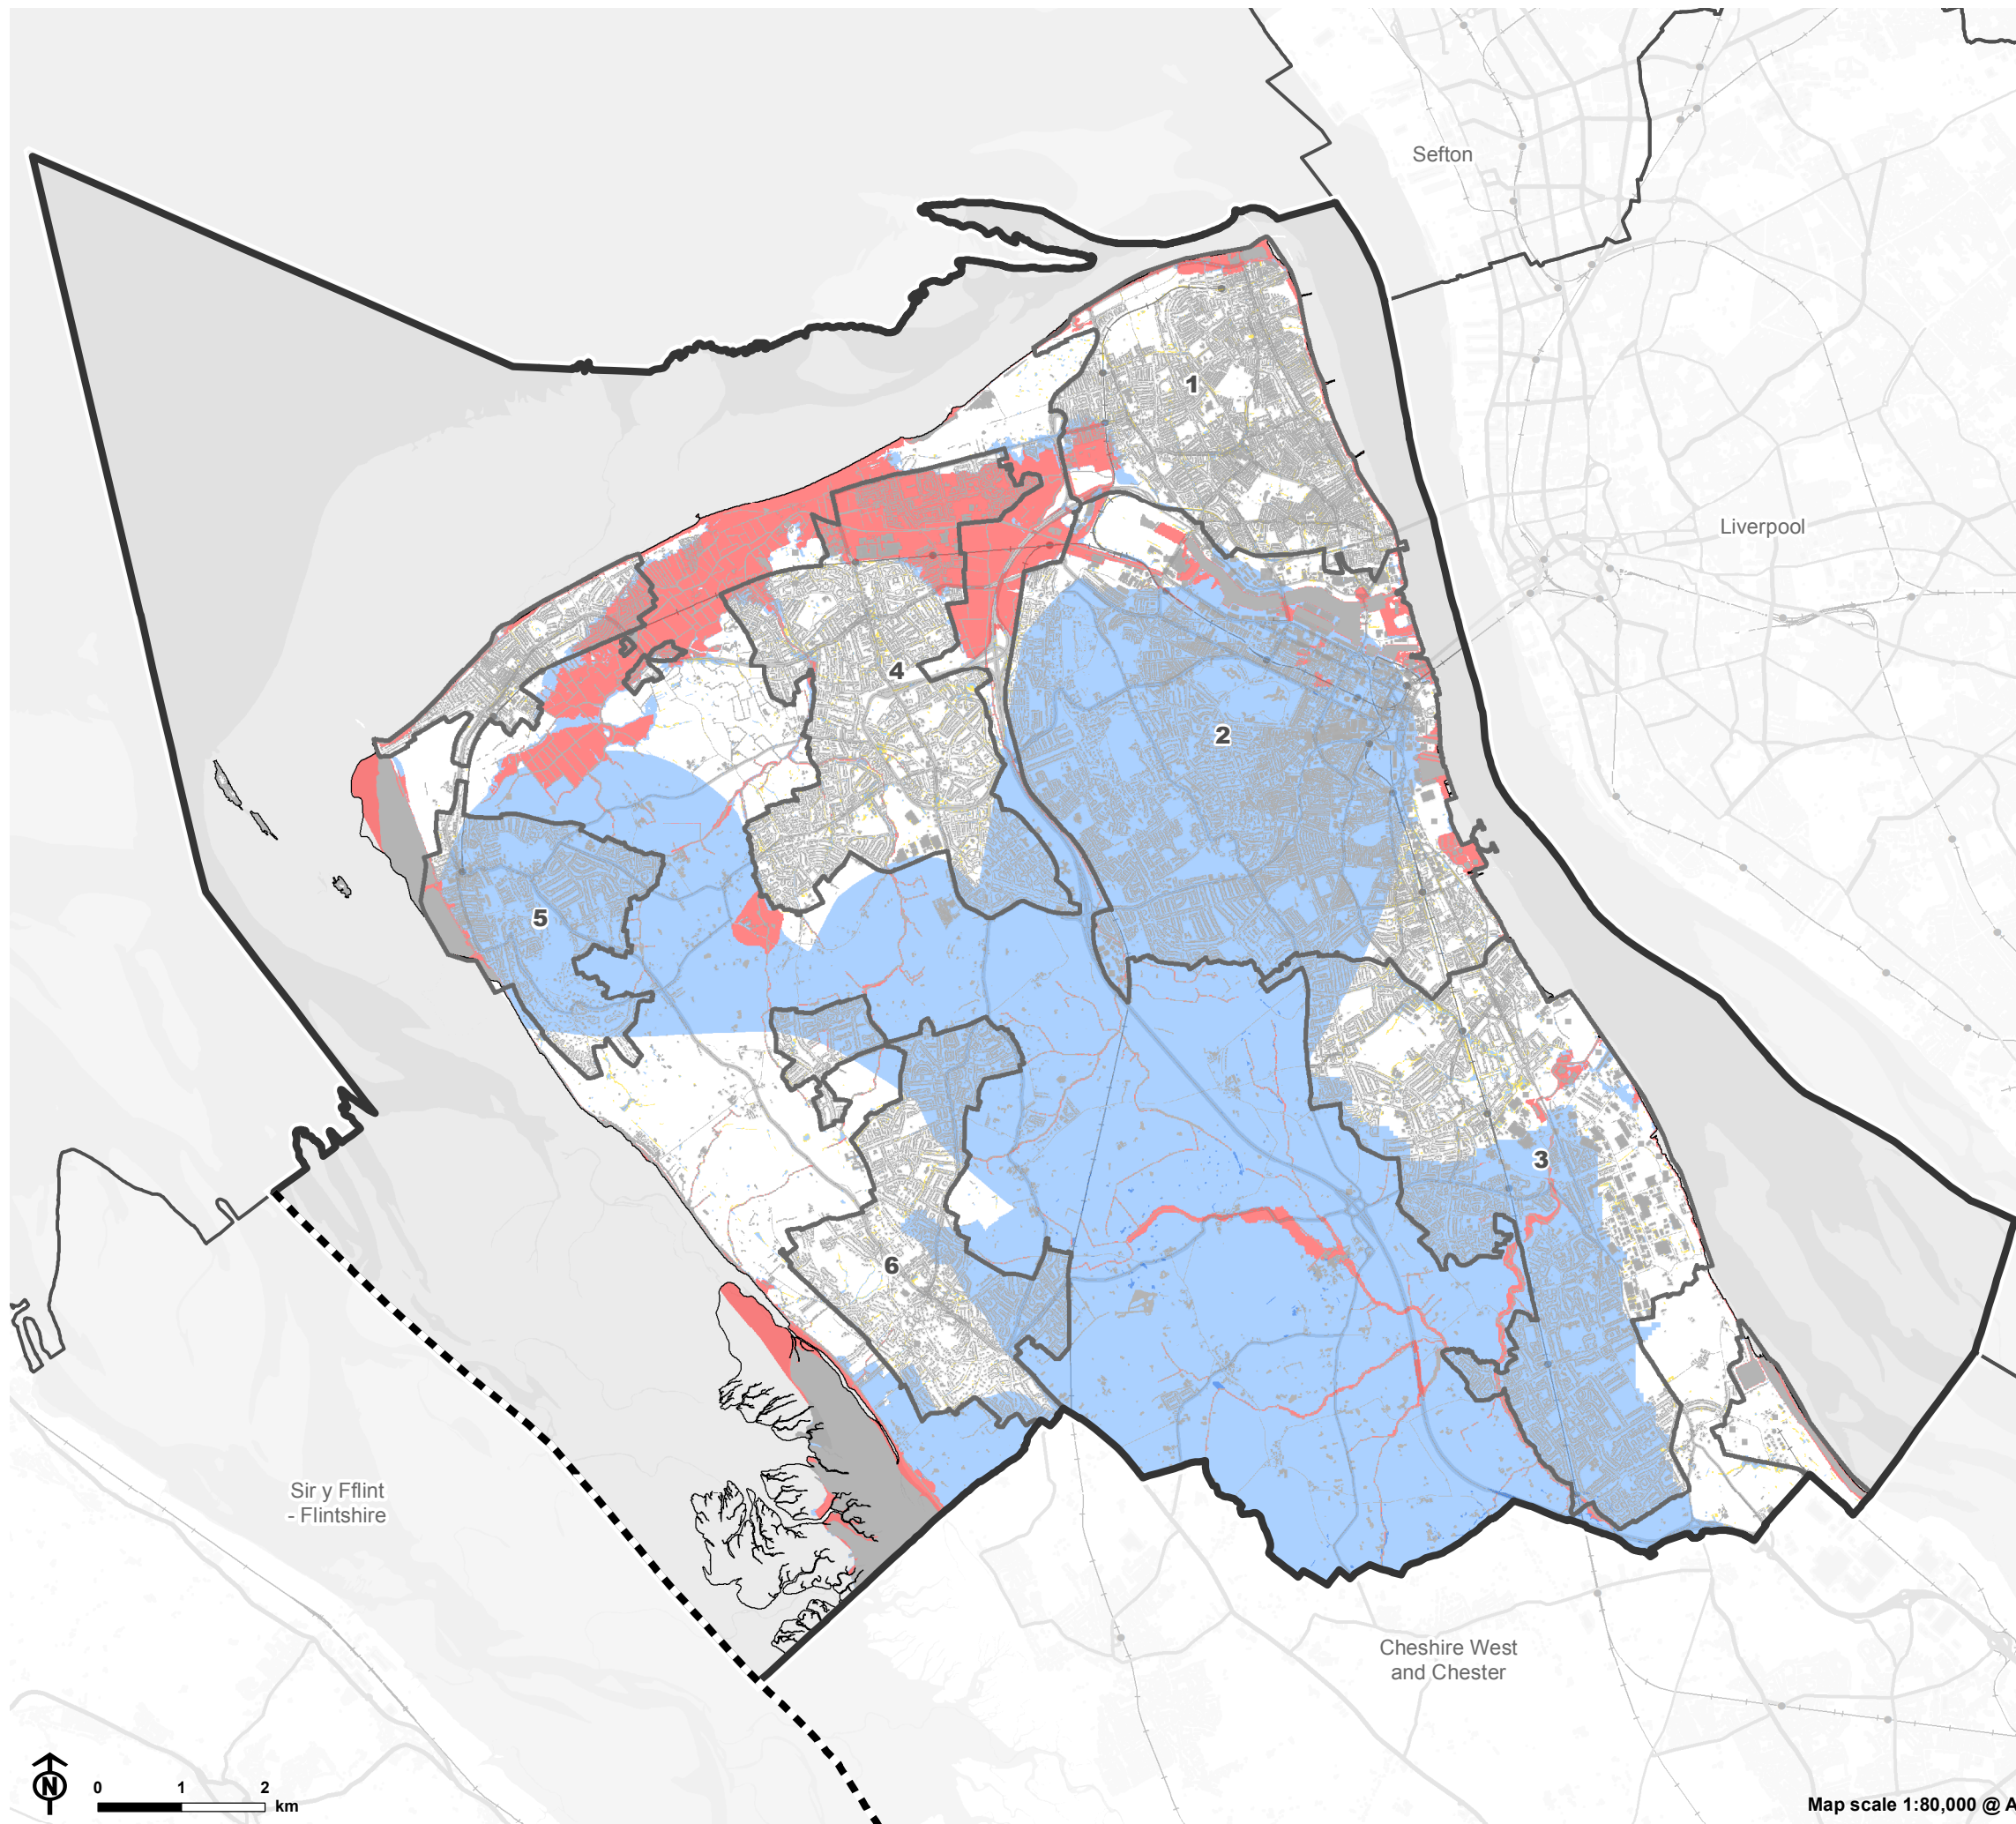 Sefton
1
Liverpool
4
2
5
3
6
Sir y Fflint
- Flintshire
Cheshire West
and Chester
N
0 1 2
km
Map scale 1:80,000 @ A